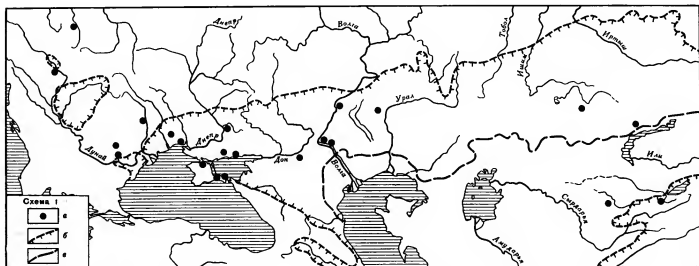 Днепр
Волга
Тобол
Ишим
Иртыш
Урал
Дунай
Днепр
Дон
Волга
Или
Сырдарья
Амударья
Схема 1
а
б
в